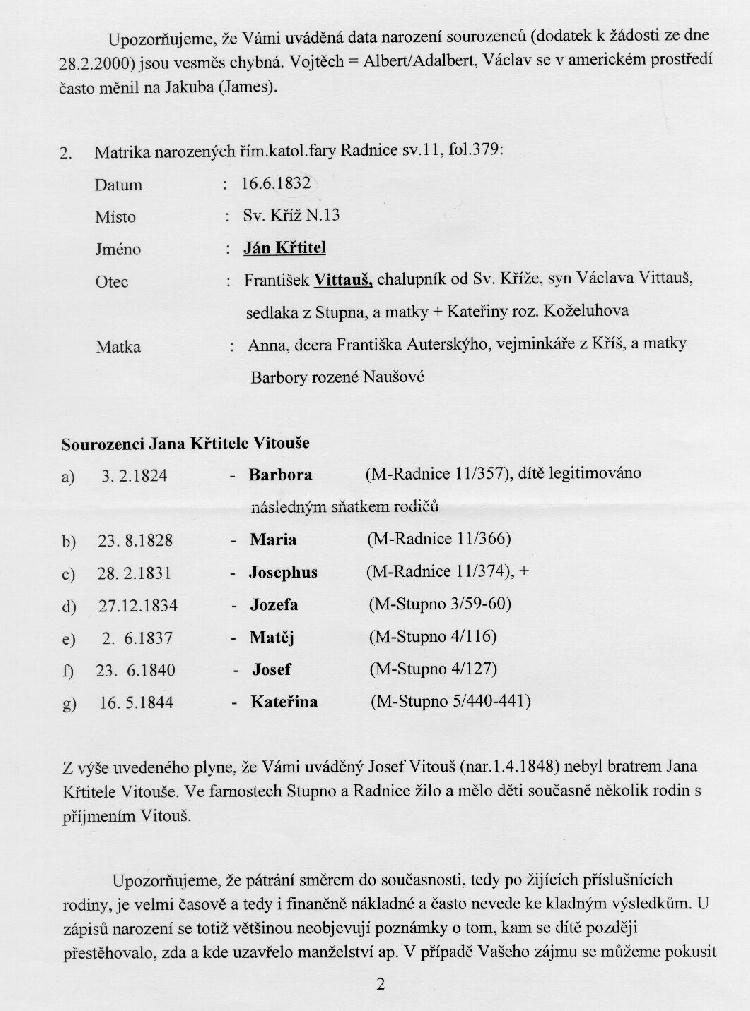 Upozorňujeme, že Vámi uváděná data narození sourozenců (dodatek k žádosti ze dne
28.2.2000) jsou vesměs chybná. Vojtěch = Albert/Adalbert, Václav se v americkém prostředí
často měnil na Jakuba (James).
2. Matrika narozených řím.katol.fary Radnice sv.11, fol.379:
Datum : 16.6.1832
Místo : Sv. Kříž N.13
Jméno : Ján Křtitel
Otec : František Vittauš, chalupník od Sv. Kříže, syn Václava Vittauš,
sedlaka z Stupna, a matky + Kateřiny roz. Koželuhova
Matka : Anna, dcera Františka Auterskýho, vejminkáře z Kříš, a matky
Barbory rozené Naušové
Sourozenci Jana Křtitele Vitouše
a) 3. 2.1824 - Barbora (M-Radnice 11/357), dítě legitimováno
následným sňatkem rodičů
b) 23. 8.1828 - Maria (M-Radnice 11/366)
c) 28. 2.1831 - Josephus (M-Radnice 11/374), +
d) 27.12.1834 - Jozefa (M-Stupno 3/59-60)
e) 2. 6.1837 - Matěj (M-Stupno 4/116)
f) 23. 6.1840 - Josef (M-Stupno 4/127)
g) 16. 5.1844 - Kateřina (M-Stupno 5/440-441)
Z výše uvedeného plyne, že Vámi uváděný Josef Vitouš (nar.1.4.1848) nebyl bratrem Jana
Křtitele Vitouše. Ve farnostech Stupno a Radnice žilo a mělo děti současně několik rodin s
příjmením Vitouš.
Upozorňujeme, že pátrání směrem do současnosti, tedy po žijících příslušnících
rodiny, je velmi časově a tedy i finančně nákladné a často nevede ke kladným výsledkům. U
zápisů narození se totiž většinou neobjevují poznámky o tom, kam se dítě později
přestěhovalo, zda a kde uzavřelo manželství ap. V případě Vašeho zájmu se můžeme pokusit
2